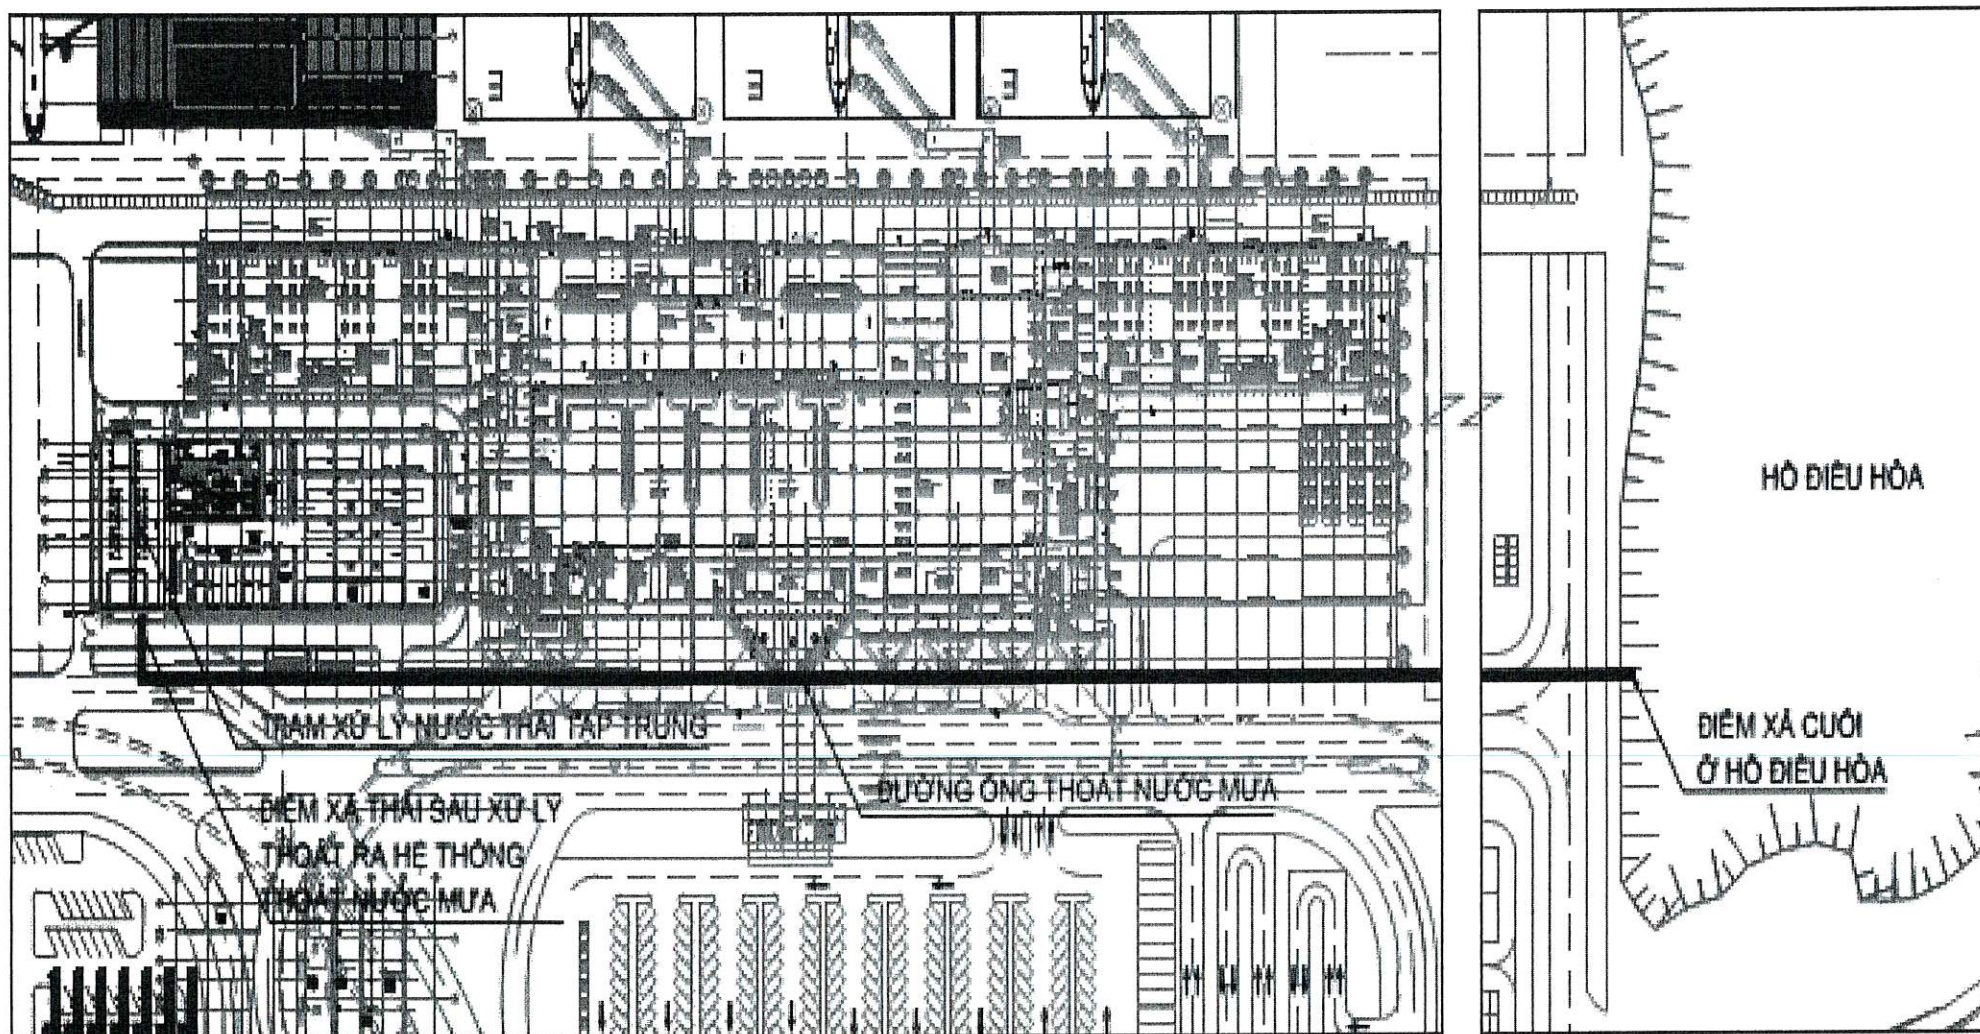 HỒ ĐIỀU HÒA
TRẠM XỬ LÝ NƯỚC THẢI TẬP TRUNG
ĐIỂM XẢ CUỐI
Ở HỒ ĐIỀU HÒA
ĐƯỜNG ỐNG THOÁT NƯỚC MƯA
ĐIỂM XẢ THẢI SAU XỬ LÝ
THOÁT RA HỆ THỐNG
THOÁT NƯỚC MƯA